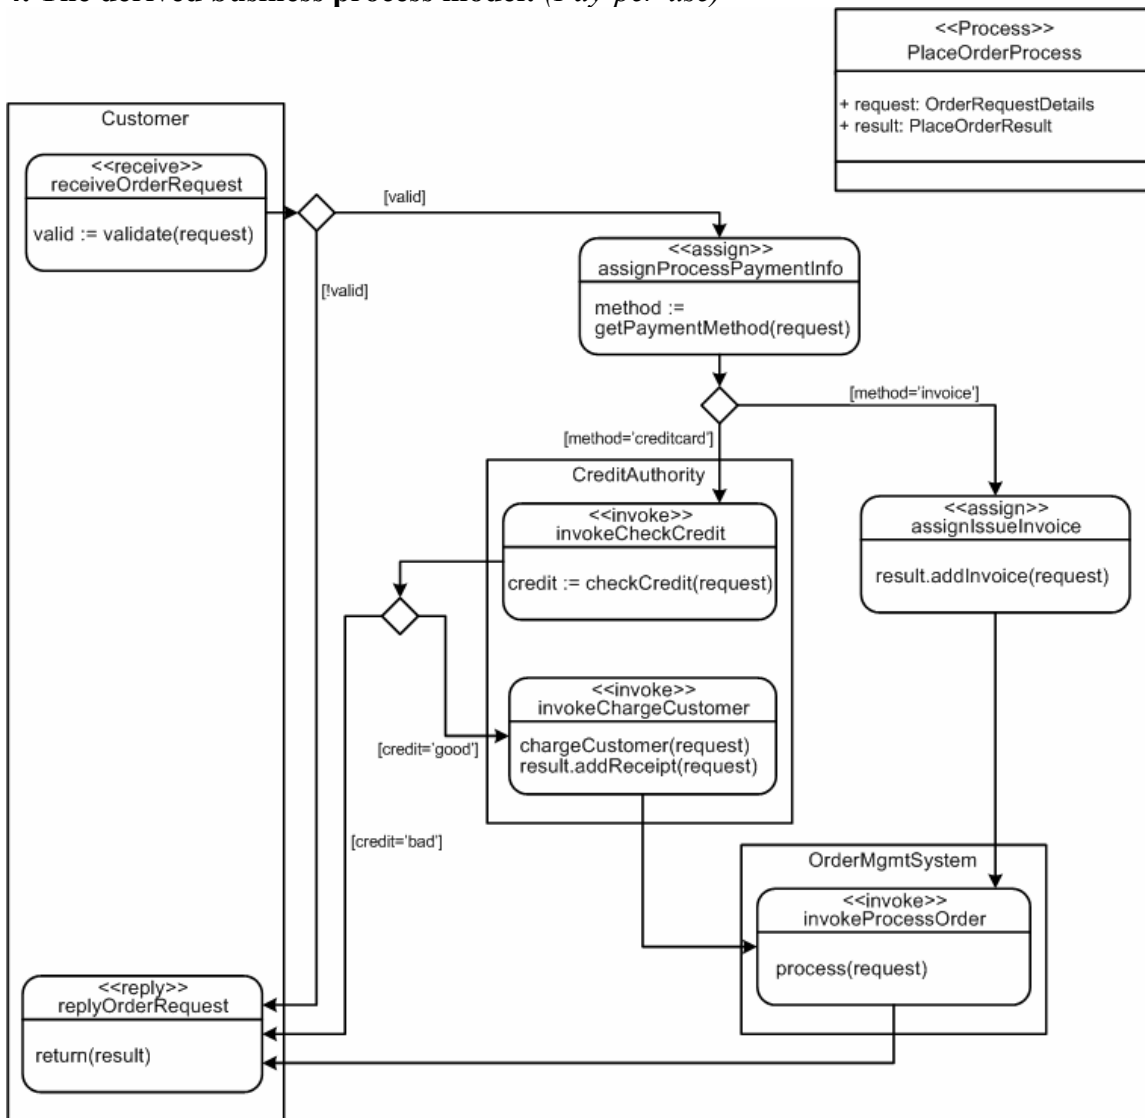 4. The derived business process model: (Pay-per-use)
<<Process>>
PlaceOrderProcess
+ request: OrderRequestDetails
+ result: PlaceOrderResult
Customer
<<receive>>
receiveOrderRequest
valid := validate(request)
[valid]
[!valid]
<<assign>>
assignProcessPaymentInfo
method :=
getPaymentMethod(request)
[method='invoice']
[method='creditcard']
CreditAuthority
<<invoke>>
invokeCheckCredit
credit := checkCredit(request)
<<assign>>
assignIssueInvoice
result.addInvoice(request)
<<invoke>>
invokeChargeCustomer
chargeCustomer(request)
result.addReceipt(request)
[credit='good']
[credit='bad']
OrderMgmtSystem
<<invoke>>
invokeProcessOrder
process(request)
<<reply>>
replyOrderRequest
return(result)